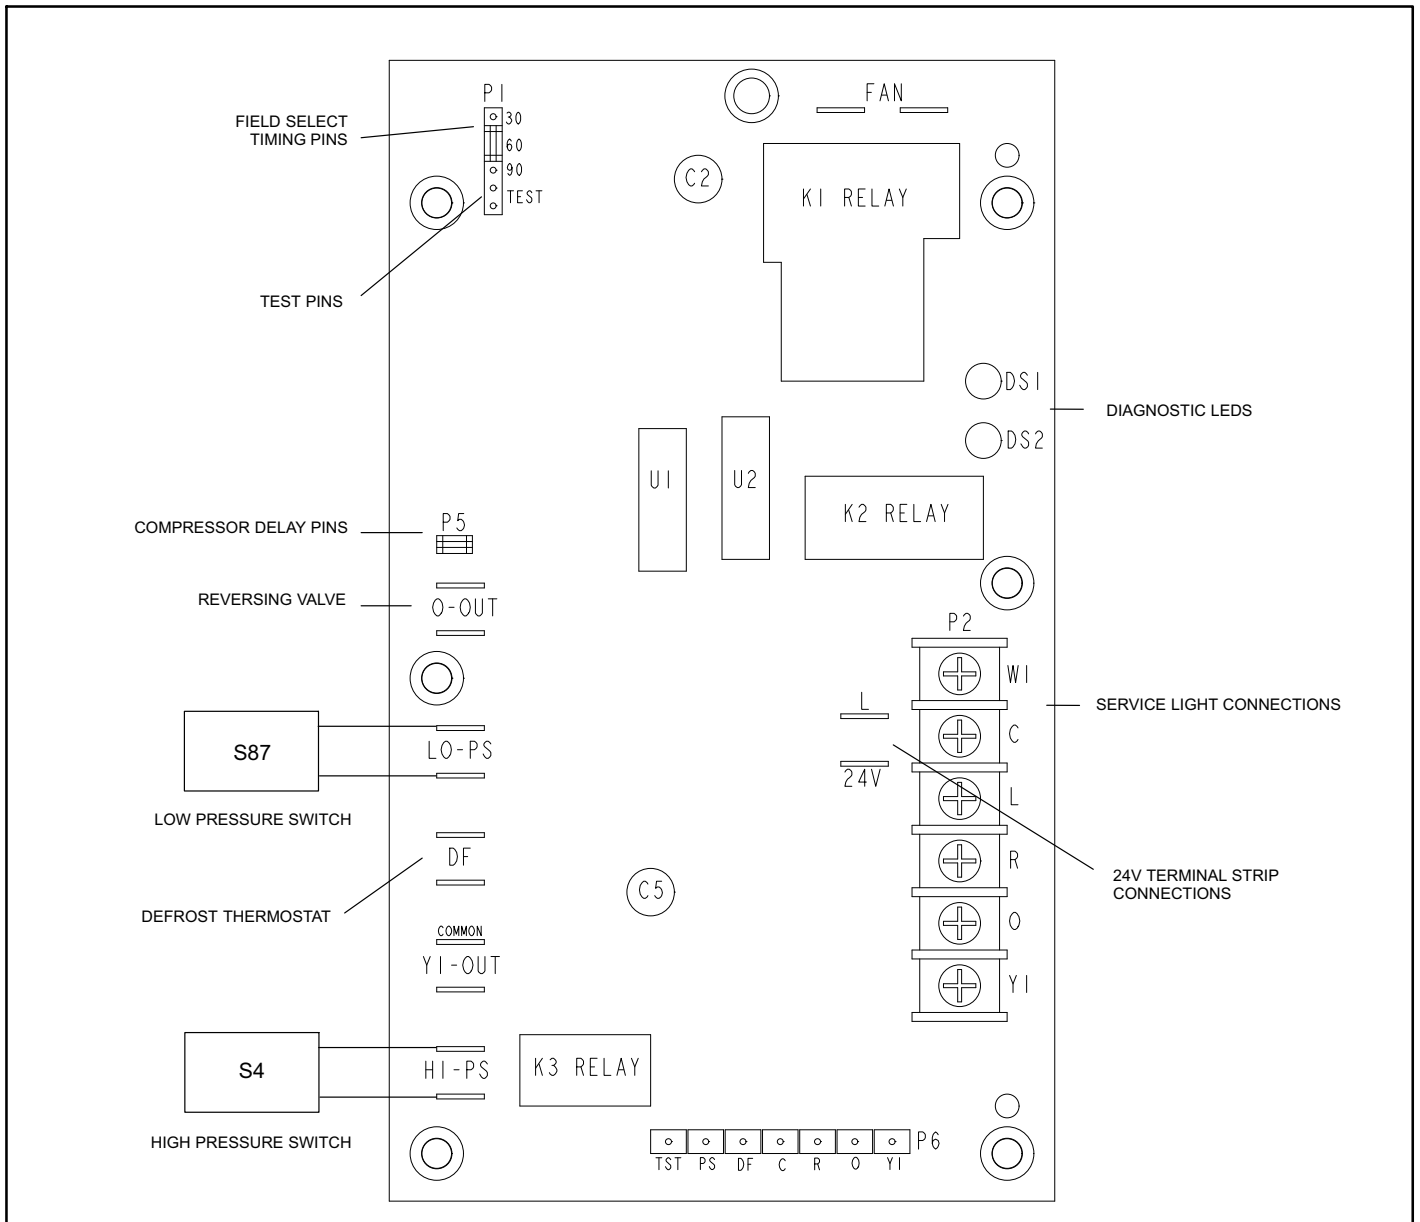 P1
FAN
30
FIELD SELECT
TIMING PINS
60
90
C2
K1 RELAY
TEST
TEST PINS
DS1
DIAGNOSTIC LEDS
DS2
U1
U2
K2 RELAY
COMPRESSOR DELAY PINS
P5
REVERSING VALVE
O-OUT
P2
W1
L
SERVICE LIGHT CONNECTIONS
S87
LO-PS
C
24V
L
LOW PRESSURE SWITCH
DF
R
24V TERMINAL STRIP
CONNECTIONS
C5
DEFROST THERMOSTAT
O
COMMON
Y1-OUT
Y1
S4
HI-PS
K3 RELAY
HIGH PRESSURE SWITCH
P6
TST PS DF C R O Y1